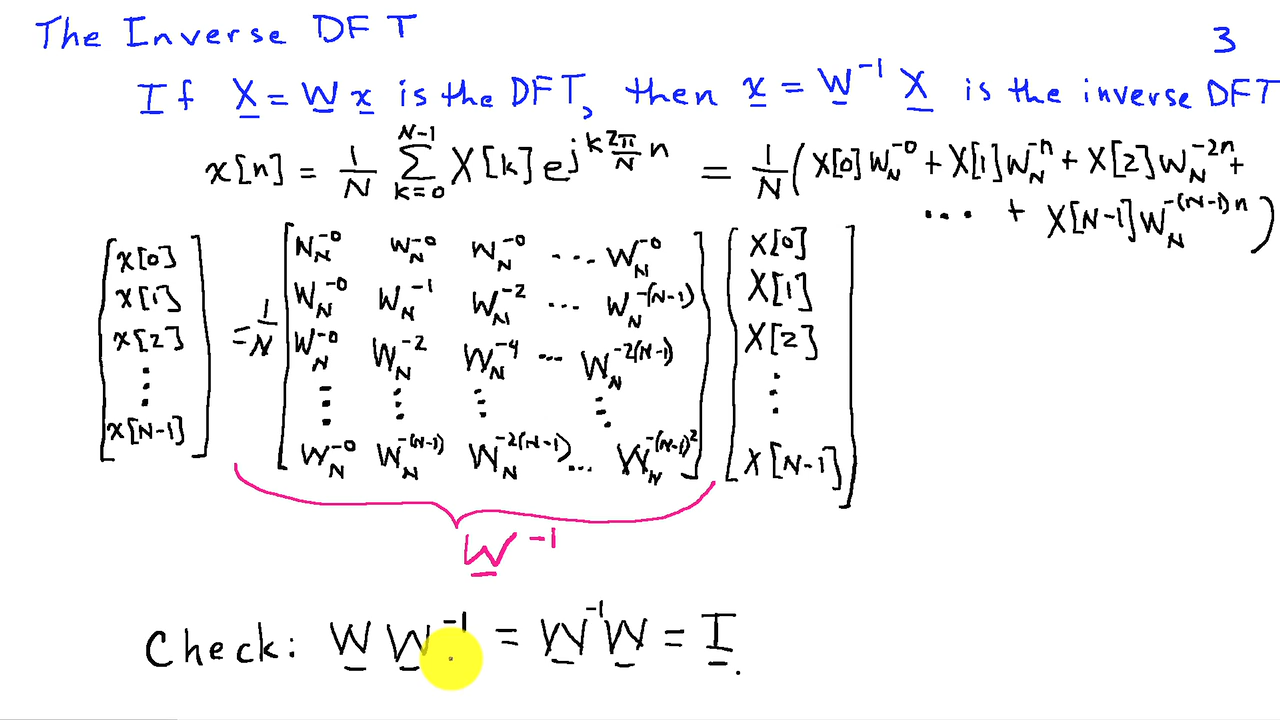 The Inverse DFT
3
If X = W x is the DFT, then x = W⁻¹ X is the inverse DFT
x[n] = 1/N ∑_{k=0}^{N-1} X[k] e^{jk 2π/N n} = 1/N ( X[0]W_N^{-0} + X[1]W_N^{-n} + X[2]W_N^{-2n} +
... + X[N-1]W_N^{-(N-1)n} )
x[0] W_N^{-0} W_N^{-0} W_N^{-0} ... W_N^{-0} X[0]
x[1] W_N^{-0} W_N^{-1} W_N^{-2} ... W_N^{-(N-1)} X[1]
x[2] = 1/N W_N^{-0} W_N^{-2} W_N^{-4} ... W_N^{-2(N-1)} X[2]
⋮ ⋮ ⋮ ⋮ ⋮ ⋮
x[N-1] W_N^{-0} W_N^{-(N-1)} W_N^{-2(N-1)} ... W_N^{-(N-1)²} X[N-1]
W⁻¹
Check: W W⁻¹ = W⁻¹ W = I.